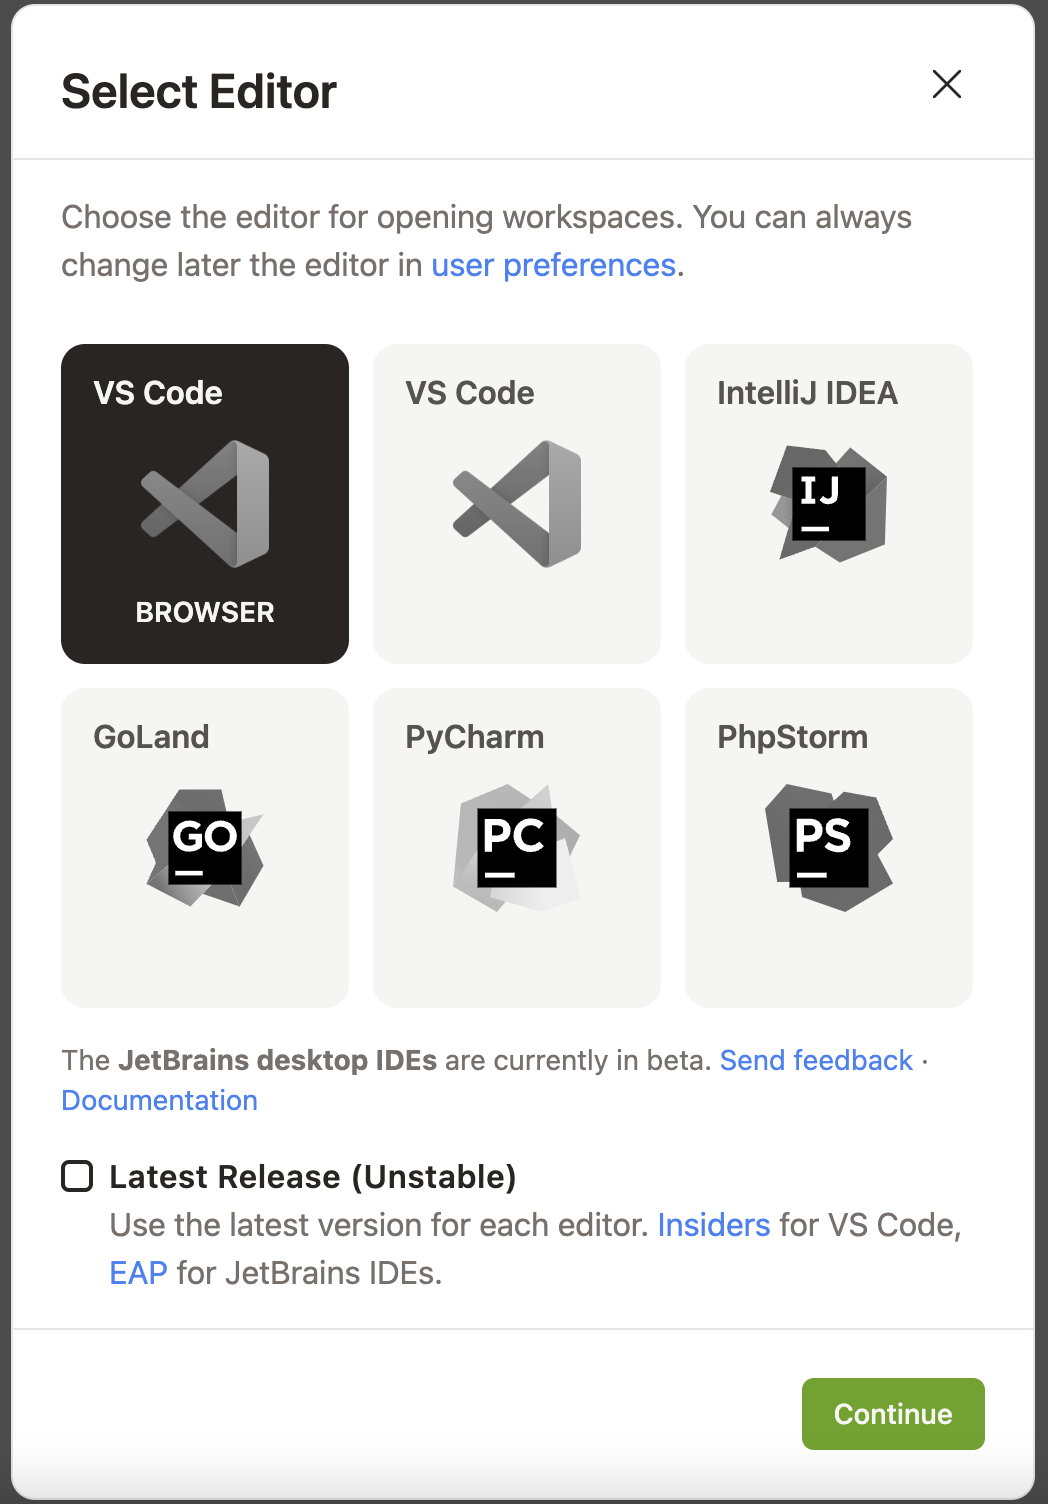 Select Editor
Choose the editor for opening workspaces. You can always
change later the editor in user preferences.
VS Code
BROWSER
VS Code
IntelliJ IDEA
IJ
GoLand
GO
PyCharm
PC
PhpStorm
PS
The JetBrains desktop IDEs are currently in beta. Send feedback ·
Documentation
Latest Release (Unstable)
Use the latest version for each editor. Insiders for VS Code,
EAP for JetBrains IDEs.
Continue